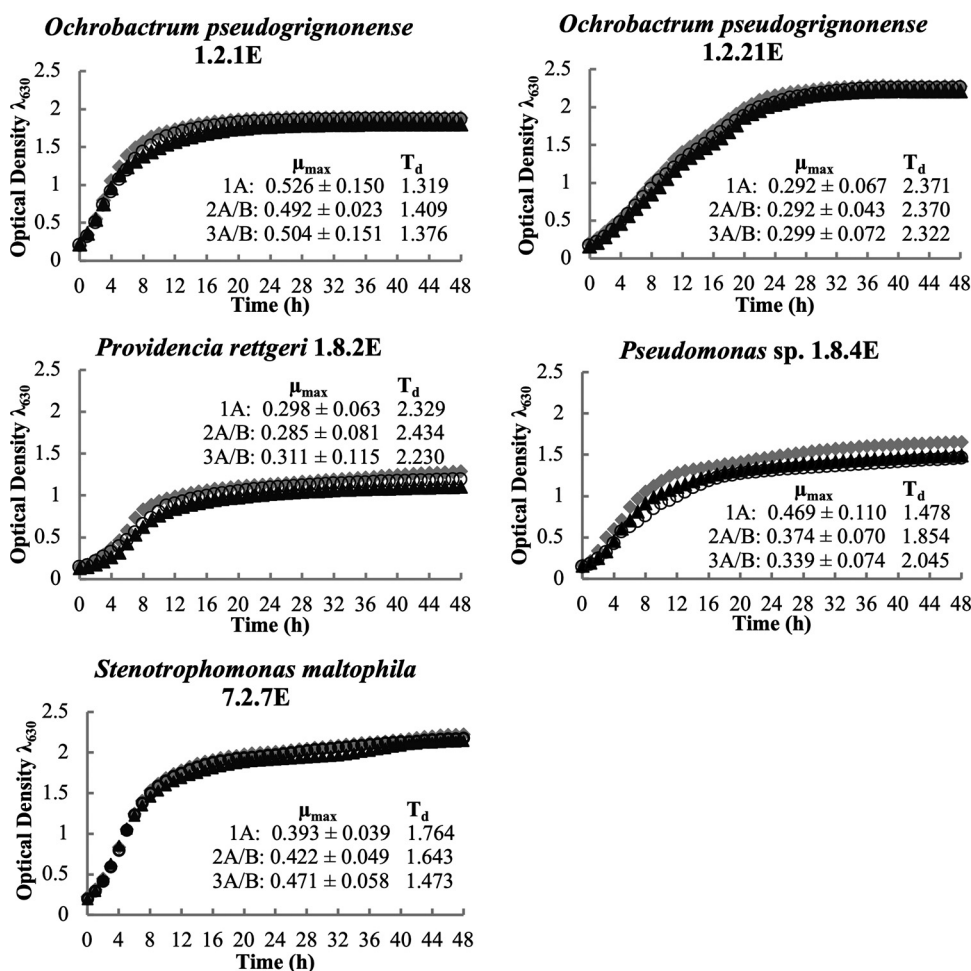 Ochrobactrum pseudogrignonense
1.2.1E
Optical Density λ630
2.5
2
1.5
1
0.5
0
μmax Td
1A: 0.526 ± 0.150 1.319
2A/B: 0.492 ± 0.023 1.409
3A/B: 0.504 ± 0.151 1.376
0 4 8 12 16 20 24 28 32 36 40 44 48
Time (h)
Ochrobactrum pseudogrignonense
1.2.21E
Optical Density λ630
2.5
2
1.5
1
0.5
0
μmax Td
1A: 0.292 ± 0.067 2.371
2A/B: 0.292 ± 0.043 2.370
3A/B: 0.299 ± 0.072 2.322
0 4 8 12 16 20 24 28 32 36 40 44 48
Time (h)
Providencia rettgeri 1.8.2E
Optical Density λ630
2.5
2
1.5
1
0.5
0
μmax Td
1A: 0.298 ± 0.063 2.329
2A/B: 0.285 ± 0.081 2.434
3A/B: 0.311 ± 0.115 2.230
0 4 8 12 16 20 24 28 32 36 40 44 48
Time (h)
Pseudomonas sp. 1.8.4E
Optical Density λ630
2.5
2
1.5
1
0.5
0
μmax Td
1A: 0.469 ± 0.110 1.478
2A/B: 0.374 ± 0.070 1.854
3A/B: 0.339 ± 0.074 2.045
0 4 8 12 16 20 24 28 32 36 40 44 48
Time (h)
Stenotrophomonas maltophila
7.2.7E
Optical Density λ630
2.5
2
1.5
1
0.5
0
μmax Td
1A: 0.393 ± 0.039 1.764
2A/B: 0.422 ± 0.049 1.643
3A/B: 0.471 ± 0.058 1.473
0 4 8 12 16 20 24 28 32 36 40 44 48
Time (h)